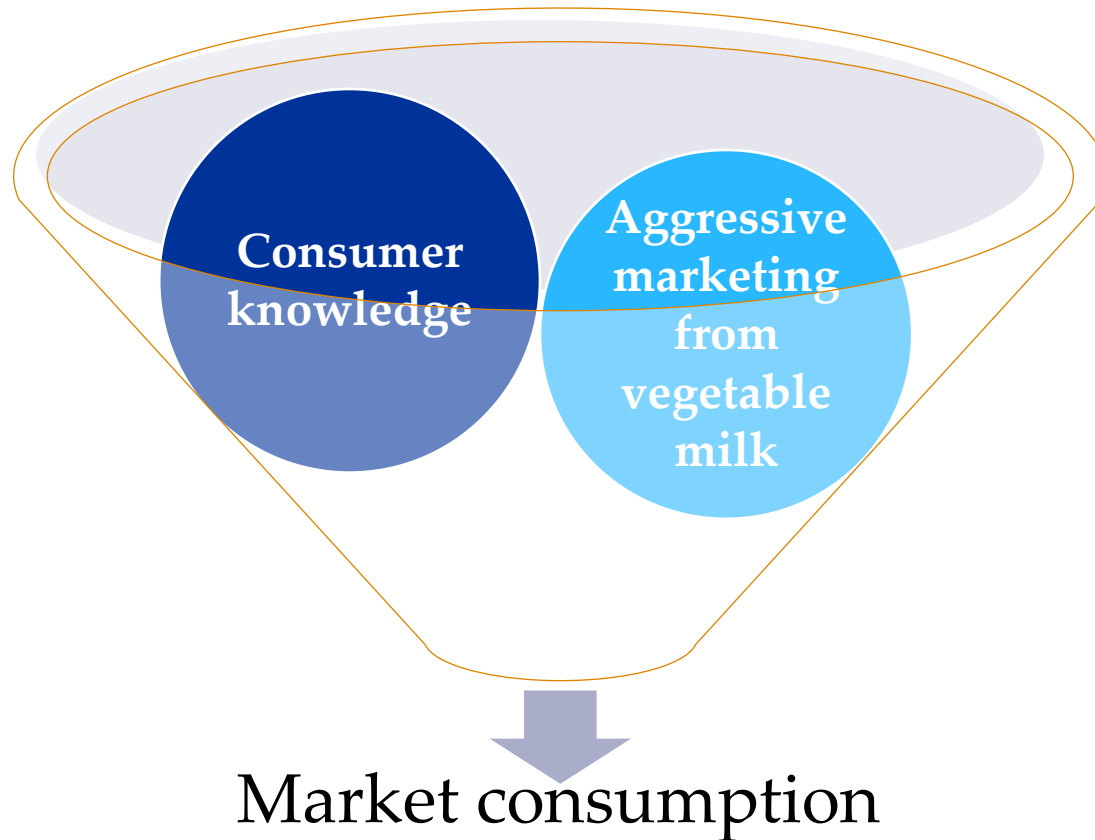 Consumer
knowledge
Aggressive
marketing
from
vegetable
milk
Market consumption